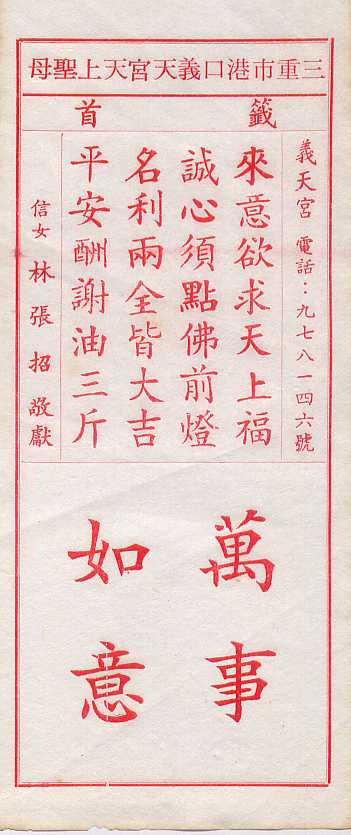 三重市港口義天宮天上聖母
籤首
義天宮 電話：九七八一四六號
來意欲求天上福
誠心須點佛前燈
名利兩全皆大吉
平安酬謝油三斤
信女 林張招敬獻
萬事
如意